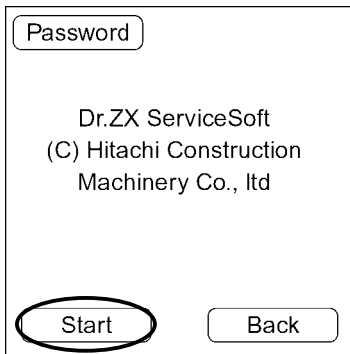 Password
Dr.ZX ServiceSoft
(C) Hitachi Construction
Machinery Co., ltd
Start
Back